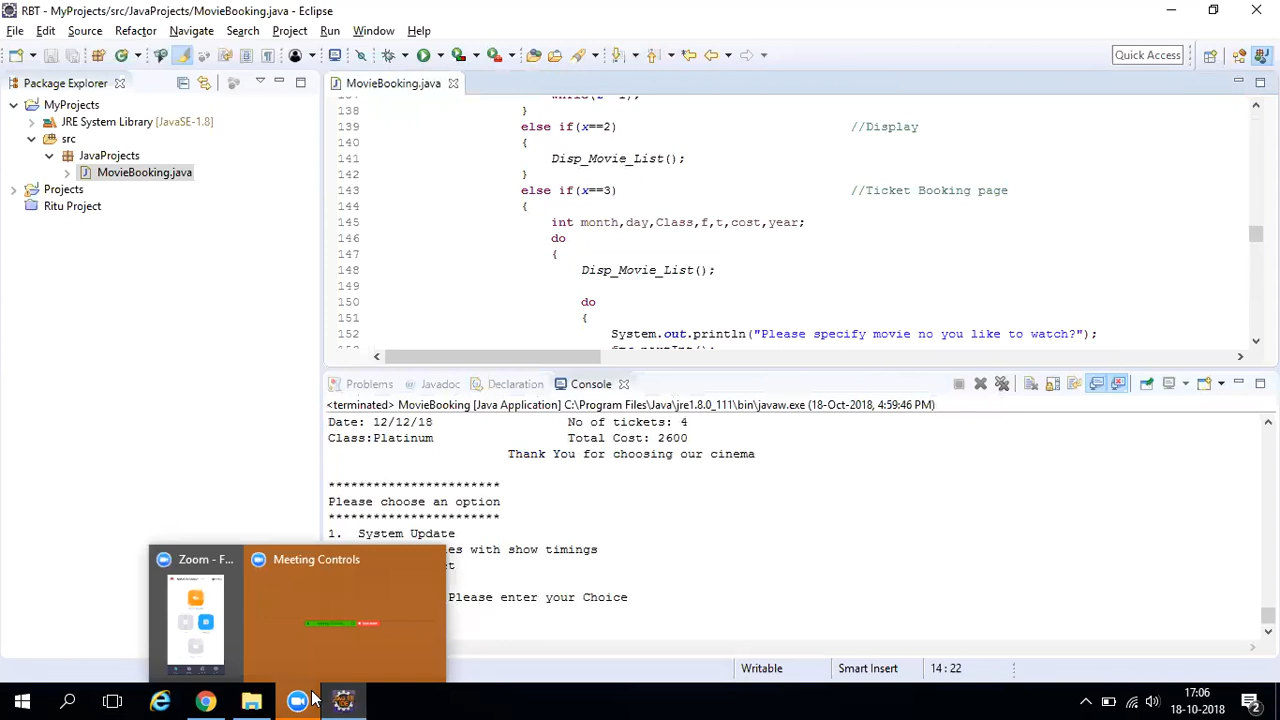 RBT - MyProjects/src/JavaProjects/MovieBooking.java - Eclipse
File Edit Source Refactor Navigate Search Project Run Window Help
Quick Access
Package Explorer
MyProjects
JRE System Library [JavaSE-1.8]
src
JavaProjects
MovieBooking.java
Projects
Ritu Project
MovieBooking.java
138 }
139 else if(x==2) //Display
140 {
141 Disp_Movie_List();
142 }
143 else if(x==3) //Ticket Booking page
144 {
145 int month,day,Class,f,t,cost,year;
146 do
147 {
148 Disp_Movie_List();
149
150 do
151 {
152 System.out.println("Please specify movie no you like to watch?");
Problems Javadoc Declaration Console
<terminated> MovieBooking [Java Application] C:\Program Files\Java\jre1.8.0_111\bin\javaw.exe (18-Oct-2018, 4:59:46 PM)
Date: 12/12/18 No of tickets: 4
Class:Platinum Total Cost: 2600
Thank You for choosing our cinema
***********************
Please choose an option
***********************
1. System Update
es with show timings
et
Please enter your Choice
Zoom - F...
Meeting Controls
Writable Smart Insert 14 : 22
17:06
18-10-2018
2